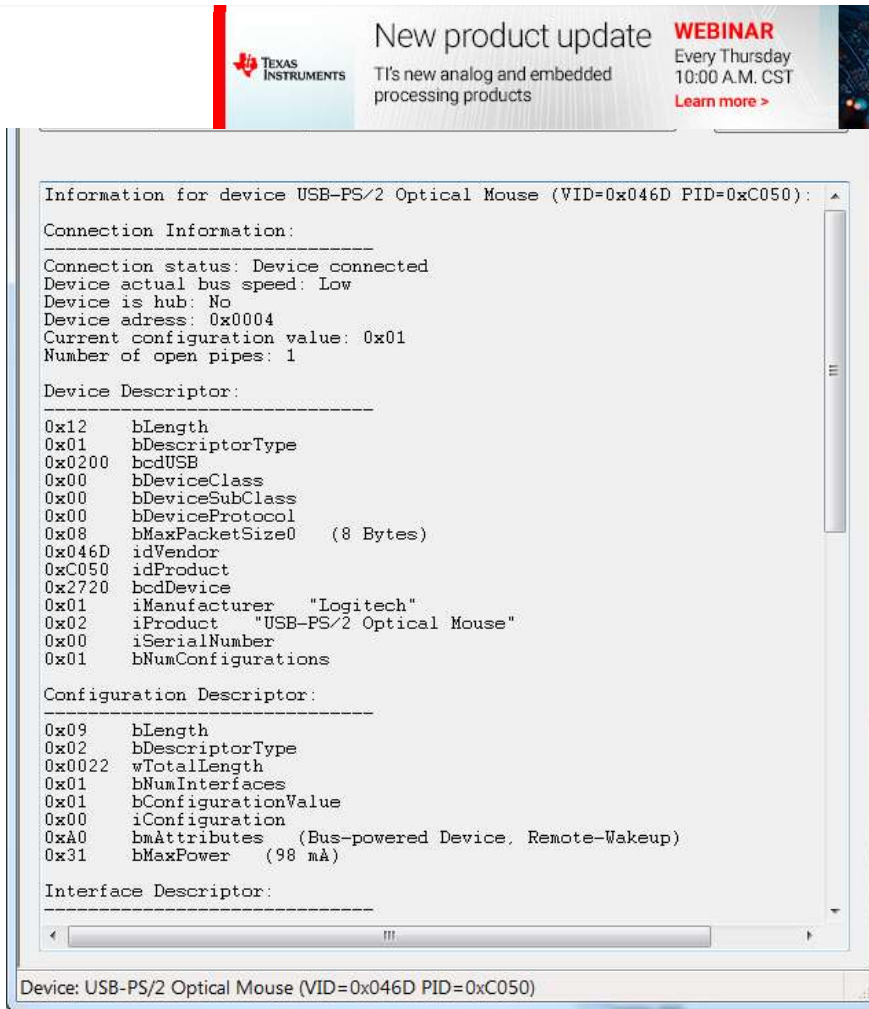 TEXAS
INSTRUMENTS
New product update
TI's new analog and embedded
processing products
WEBINAR
Every Thursday
10:00 A.M. CST
Learn more >
Information for device USB-PS/2 Optical Mouse (VID=0x046D PID=0xC050):
Connection Information:
------------------------------
Connection status: Device connected
Device actual bus speed: Low
Device is hub: No
Device adress: 0x0004
Current configuration value: 0x01
Number of open pipes: 1
Device Descriptor:
------------------------------
0x12 bLength
0x01 bDescriptorType
0x0200 bcdUSB
0x00 bDeviceClass
0x00 bDeviceSubClass
0x00 bDeviceProtocol
0x08 bMaxPacketSize0 (8 Bytes)
0x046D idVendor
0xC050 idProduct
0x2720 bcdDevice
0x01 iManufacturer "Logitech"
0x02 iProduct "USB-PS/2 Optical Mouse"
0x00 iSerialNumber
0x01 bNumConfigurations
Configuration Descriptor:
------------------------------
0x09 bLength
0x02 bDescriptorType
0x0022 wTotalLength
0x01 bNumInterfaces
0x01 bConfigurationValue
0x00 iConfiguration
0xA0 bmAttributes (Bus-powered Device, Remote-Wakeup)
0x31 bMaxPower (98 mA)
Interface Descriptor:
------------------------------
Device: USB-PS/2 Optical Mouse (VID=0x046D PID=0xC050)